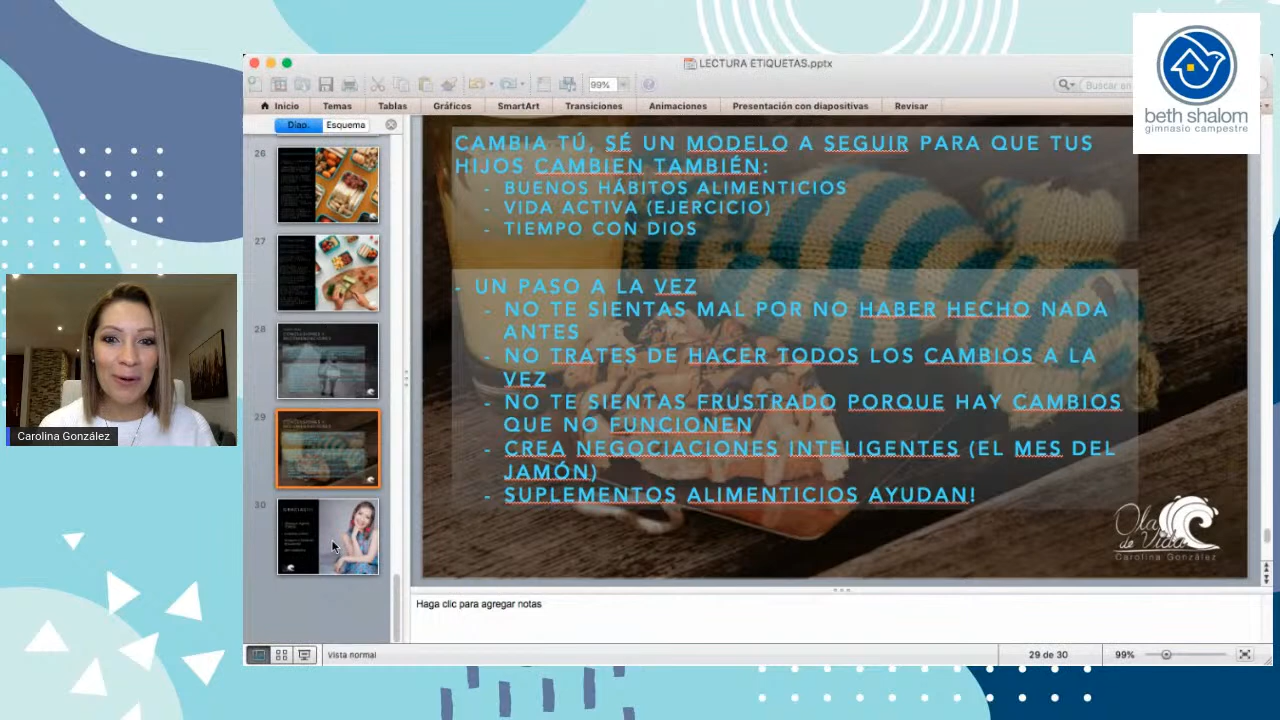 LECTURA ETIQUETAS.pptx
99%
Buscar en
beth shalom
gimnasio campestre
Inicio
Temas
Tablas
Gráficos
SmartArt
Transiciones
Animaciones
Presentación con diapositivas
Revisar
Diap.
Esquema
26
27
28
29
30
CAMBIA TÚ, SÉ UN MODELO A SEGUIR PARA QUE TUS
HIJOS CAMBIEN TAMBIÉN:
- BUENOS HÁBITOS ALIMENTICIOS
- VIDA ACTIVA (EJERCICIO)
- TIEMPO CON DIOS
- UN PASO A LA VEZ
- NO TE SIENTAS MAL POR NO HABER HECHO NADA
ANTES
- NO TRATES DE HACER TODOS LOS CAMBIOS A LA
VEZ
- NO TE SIENTAS FRUSTRADO PORQUE HAY CAMBIOS
QUE NO FUNCIONEN
- CREA NEGOCIACIONES INTELIGENTES (EL MES DEL
JAMÓN)
- SUPLEMENTOS ALIMENTICIOS AYUDAN!
Ola
de Vida
Carolina González
Carolina González
Haga clic para agregar notas
Vista normal
29 de 30
99%